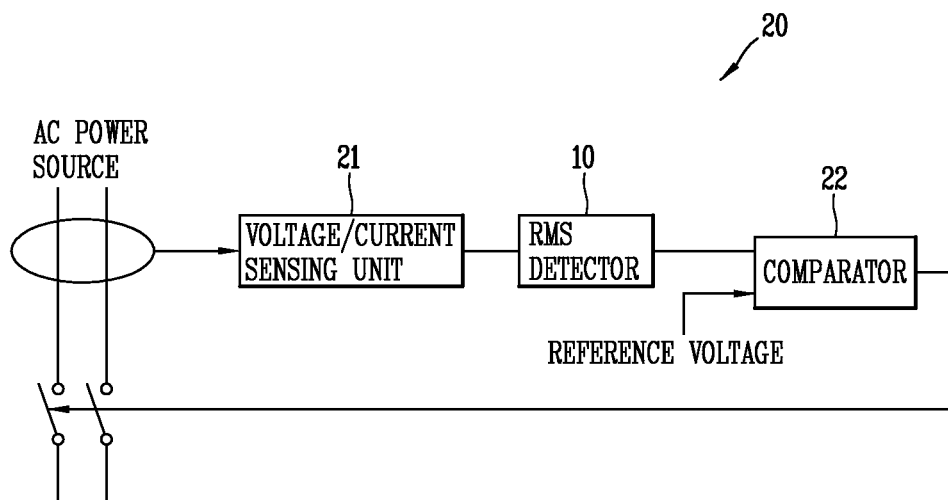 20
AC POWER
SOURCE
21
10
22
VOLTAGE/CURRENT
SENSING UNIT
RMS
DETECTOR
COMPARATOR
REFERENCE VOLTAGE